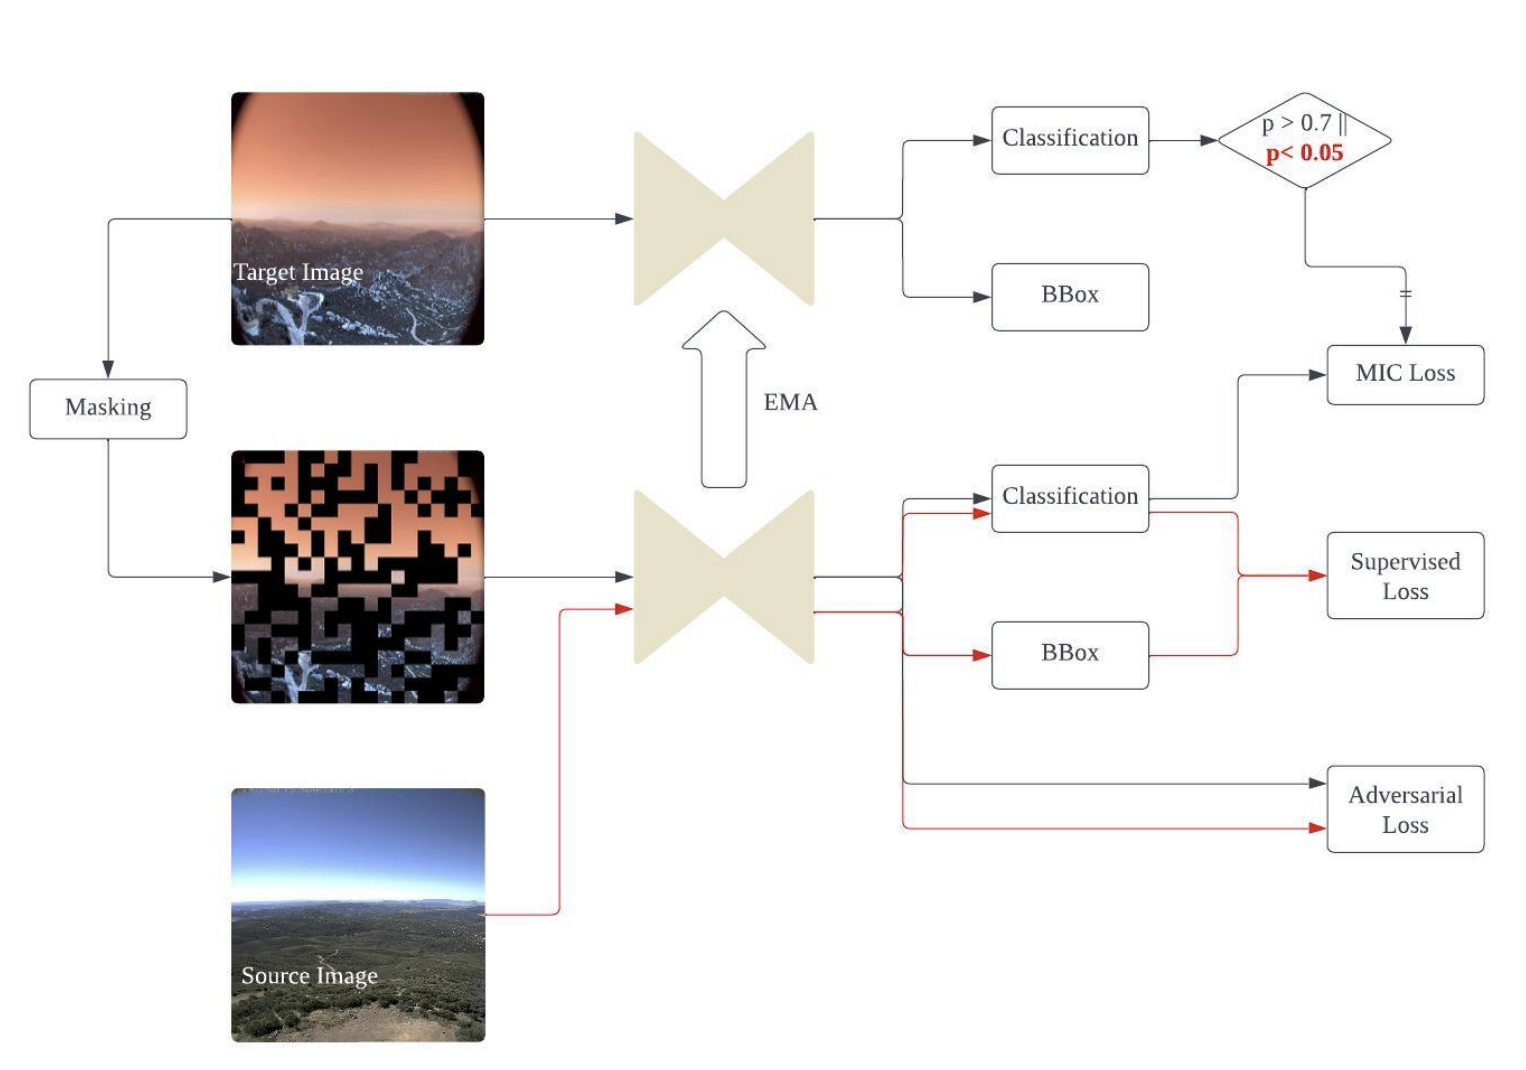 Target Image
Classification
p > 0.7 ||
p< 0.05
BBox
Masking
EMA
MIC Loss
Classification
Supervised
Loss
BBox
Adversarial
Loss
Source Image